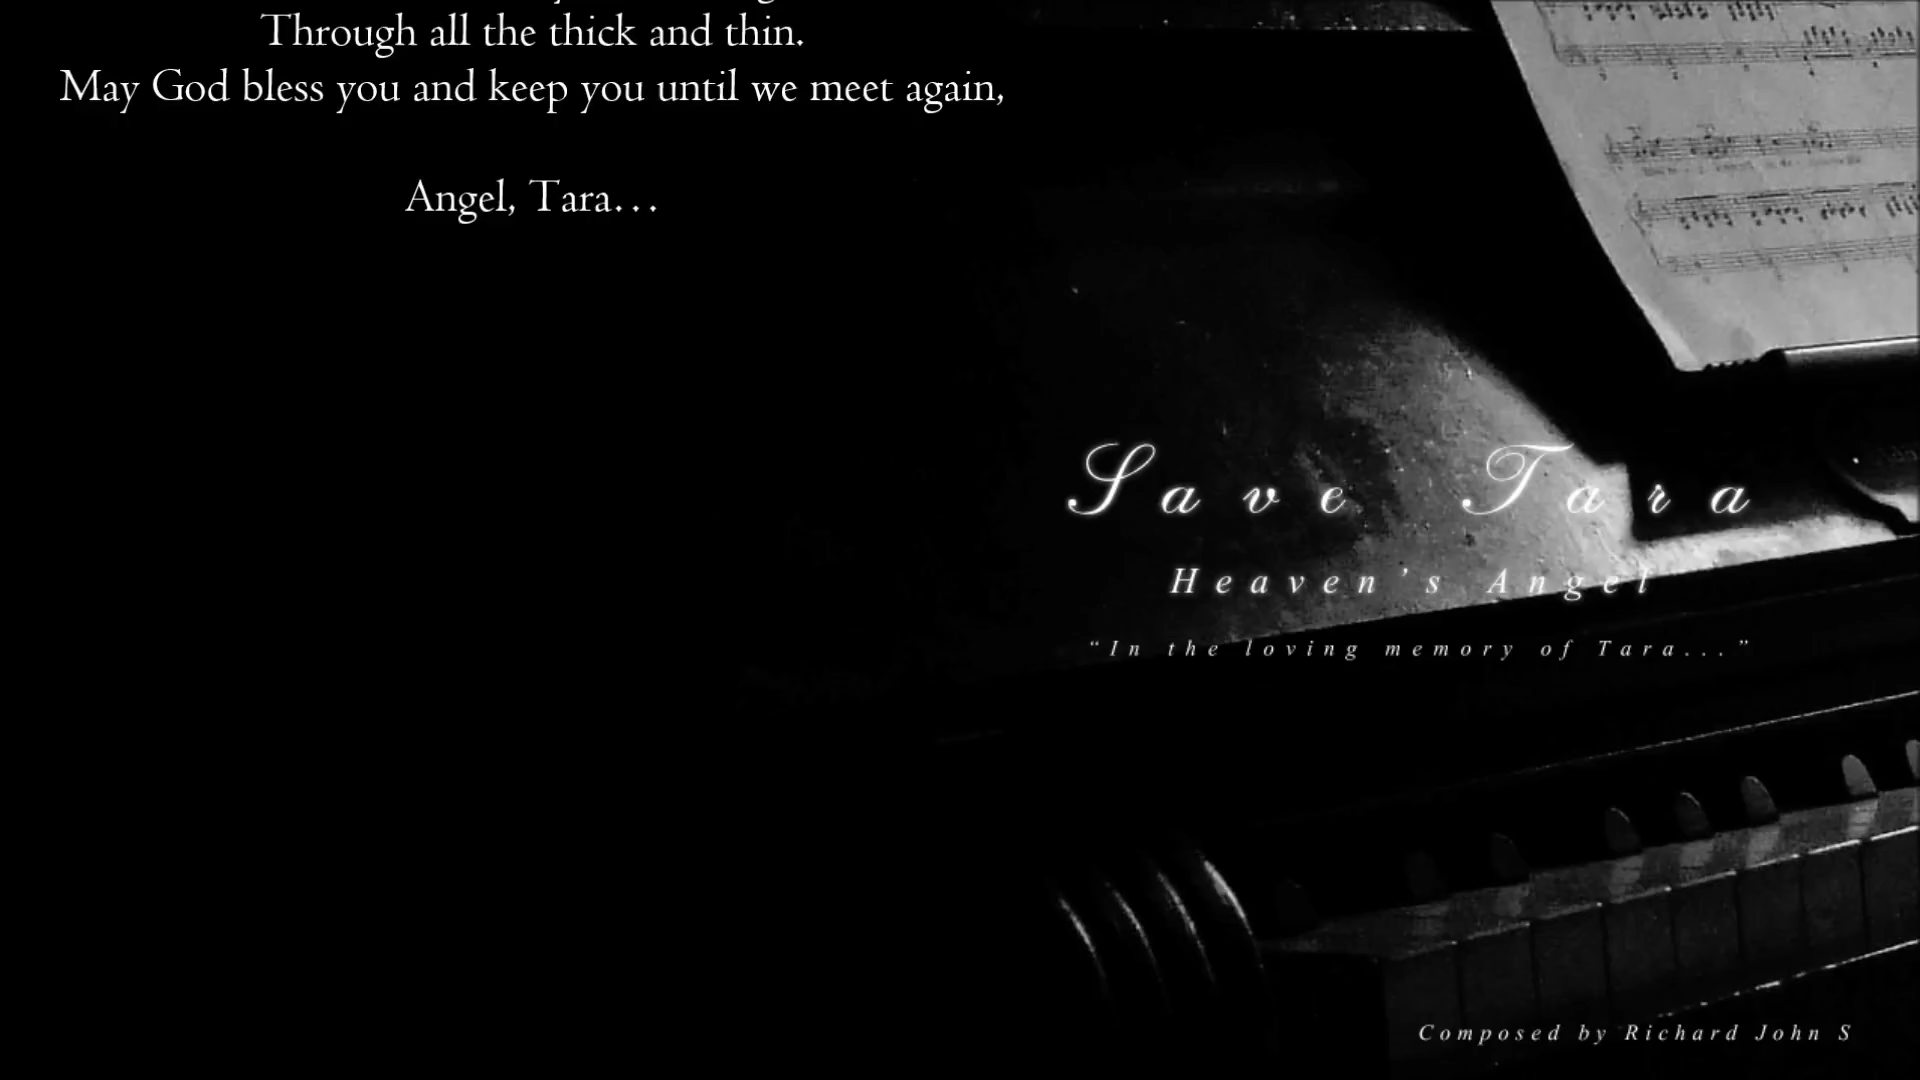 Through all the thick and thin.
May God bless you and keep you until we meet again,
Angel, Tara…
Save Tara
Heaven’s Angel
“In the loving memory of Tara...”
Composed by Richard John S